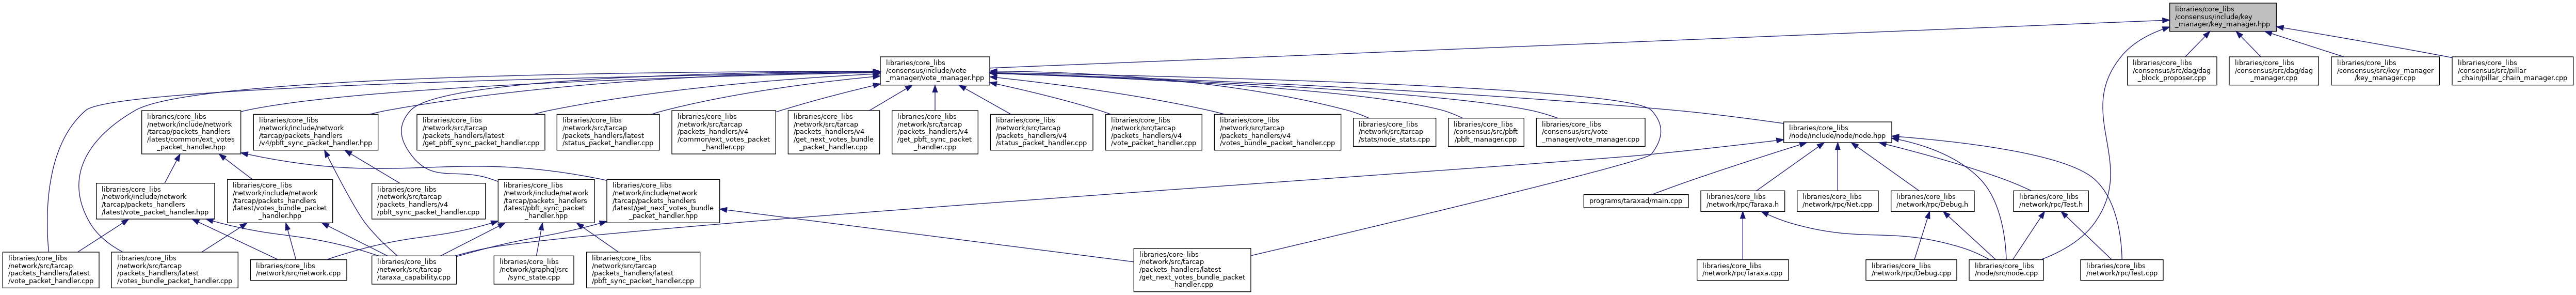 libraries/core_libs
/consensus/include/key
_manager/key_manager.hpp
libraries/core_libs
/consensus/include/vote
_manager/vote_manager.hpp
libraries/core_libs
/consensus/src/dag/dag
_block_proposer.cpp
libraries/core_libs
/consensus/src/dag/dag
_manager.cpp
libraries/core_libs
/consensus/src/key_manager
/key_manager.cpp
libraries/core_libs
/consensus/src/pillar
_chain/pillar_chain_manager.cpp
libraries/core_libs
/network/include/network
/tarcap/packets_handlers
/latest/common/ext_votes
_packet_handler.hpp
libraries/core_libs
/network/include/network
/tarcap/packets_handlers
/v4/pbft_sync_packet_handler.hpp
libraries/core_libs
/network/src/tarcap
/packets_handlers/latest
/get_pbft_sync_packet_handler.cpp
libraries/core_libs
/network/src/tarcap
/packets_handlers/latest
/status_packet_handler.cpp
libraries/core_libs
/network/src/tarcap
/packets_handlers/v4
/common/ext_votes_packet
_handler.cpp
libraries/core_libs
/network/src/tarcap
/packets_handlers/v4
/get_next_votes_bundle
_packet_handler.cpp
libraries/core_libs
/network/src/tarcap
/packets_handlers/v4
/get_pbft_sync_packet
_handler.cpp
libraries/core_libs
/network/src/tarcap
/packets_handlers/v4
/status_packet_handler.cpp
libraries/core_libs
/network/src/tarcap
/packets_handlers/v4
/vote_packet_handler.cpp
libraries/core_libs
/network/src/tarcap
/packets_handlers/v4
/votes_bundle_packet_handler.cpp
libraries/core_libs
/network/src/tarcap
/stats/node_stats.cpp
libraries/core_libs
/consensus/src/pbft
/pbft_manager.cpp
libraries/core_libs
/consensus/src/vote
_manager/vote_manager.cpp
libraries/core_libs
/node/include/node/node.hpp
libraries/core_libs
/network/include/network
/tarcap/packets_handlers
/latest/vote_packet_handler.hpp
libraries/core_libs
/network/include/network
/tarcap/packets_handlers
/latest/votes_bundle_packet
_handler.hpp
libraries/core_libs
/network/src/tarcap
/packets_handlers/v4
/pbft_sync_packet_handler.cpp
libraries/core_libs
/network/include/network
/tarcap/packets_handlers
/latest/pbft_sync_packet
_handler.hpp
libraries/core_libs
/network/include/network
/tarcap/packets_handlers
/latest/get_next_votes_bundle
_packet_handler.hpp
programs/taraxad/main.cpp
libraries/core_libs
/network/rpc/Taraxa.h
libraries/core_libs
/network/rpc/Net.cpp
libraries/core_libs
/network/rpc/Debug.h
libraries/core_libs
/network/rpc/Test.h
libraries/core_libs
/network/src/tarcap
/packets_handlers/latest
/vote_packet_handler.cpp
libraries/core_libs
/network/src/tarcap
/packets_handlers/latest
/votes_bundle_packet_handler.cpp
libraries/core_libs
/network/src/network.cpp
libraries/core_libs
/network/src/tarcap
/taraxa_capability.cpp
libraries/core_libs
/network/graphql/src
/sync_state.cpp
libraries/core_libs
/network/src/tarcap
/packets_handlers/latest
/pbft_sync_packet_handler.cpp
libraries/core_libs
/network/src/tarcap
/packets_handlers/latest
/get_next_votes_bundle_packet
_handler.cpp
libraries/core_libs
/network/rpc/Taraxa.cpp
libraries/core_libs
/network/rpc/Debug.cpp
libraries/core_libs
/node/src/node.cpp
libraries/core_libs
/network/rpc/Test.cpp